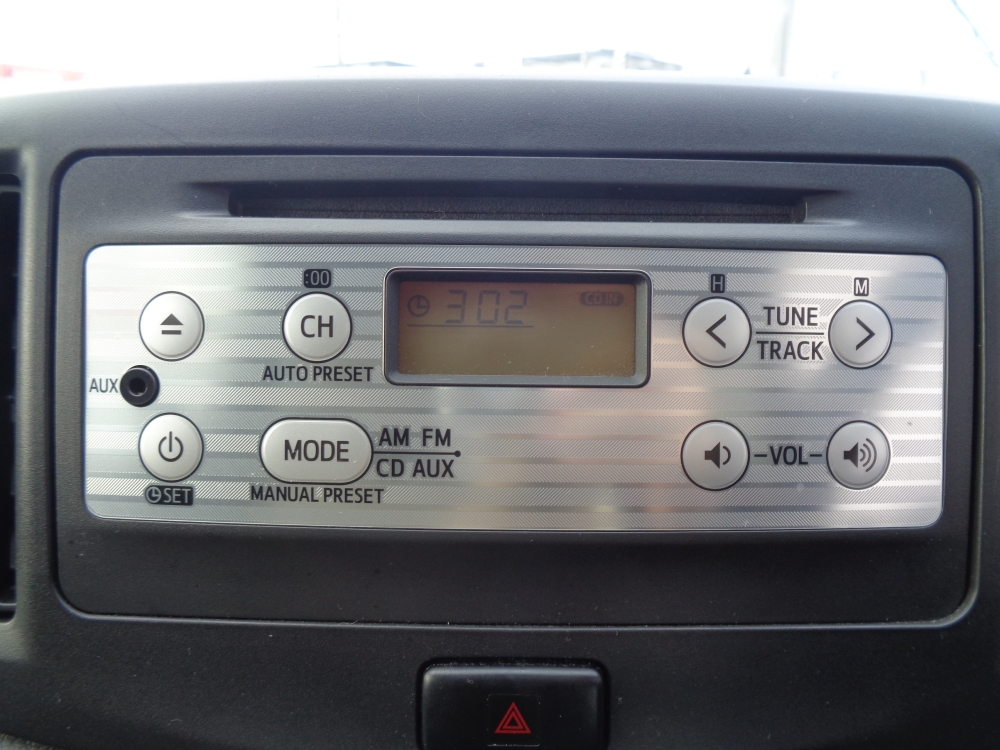 :00
H
M
302
CD IN
CH
TUNE
TRACK
AUTO PRESET
AUX
MODE
AM FM
CD AUX
-VOL-
SET
MANUAL PRESET